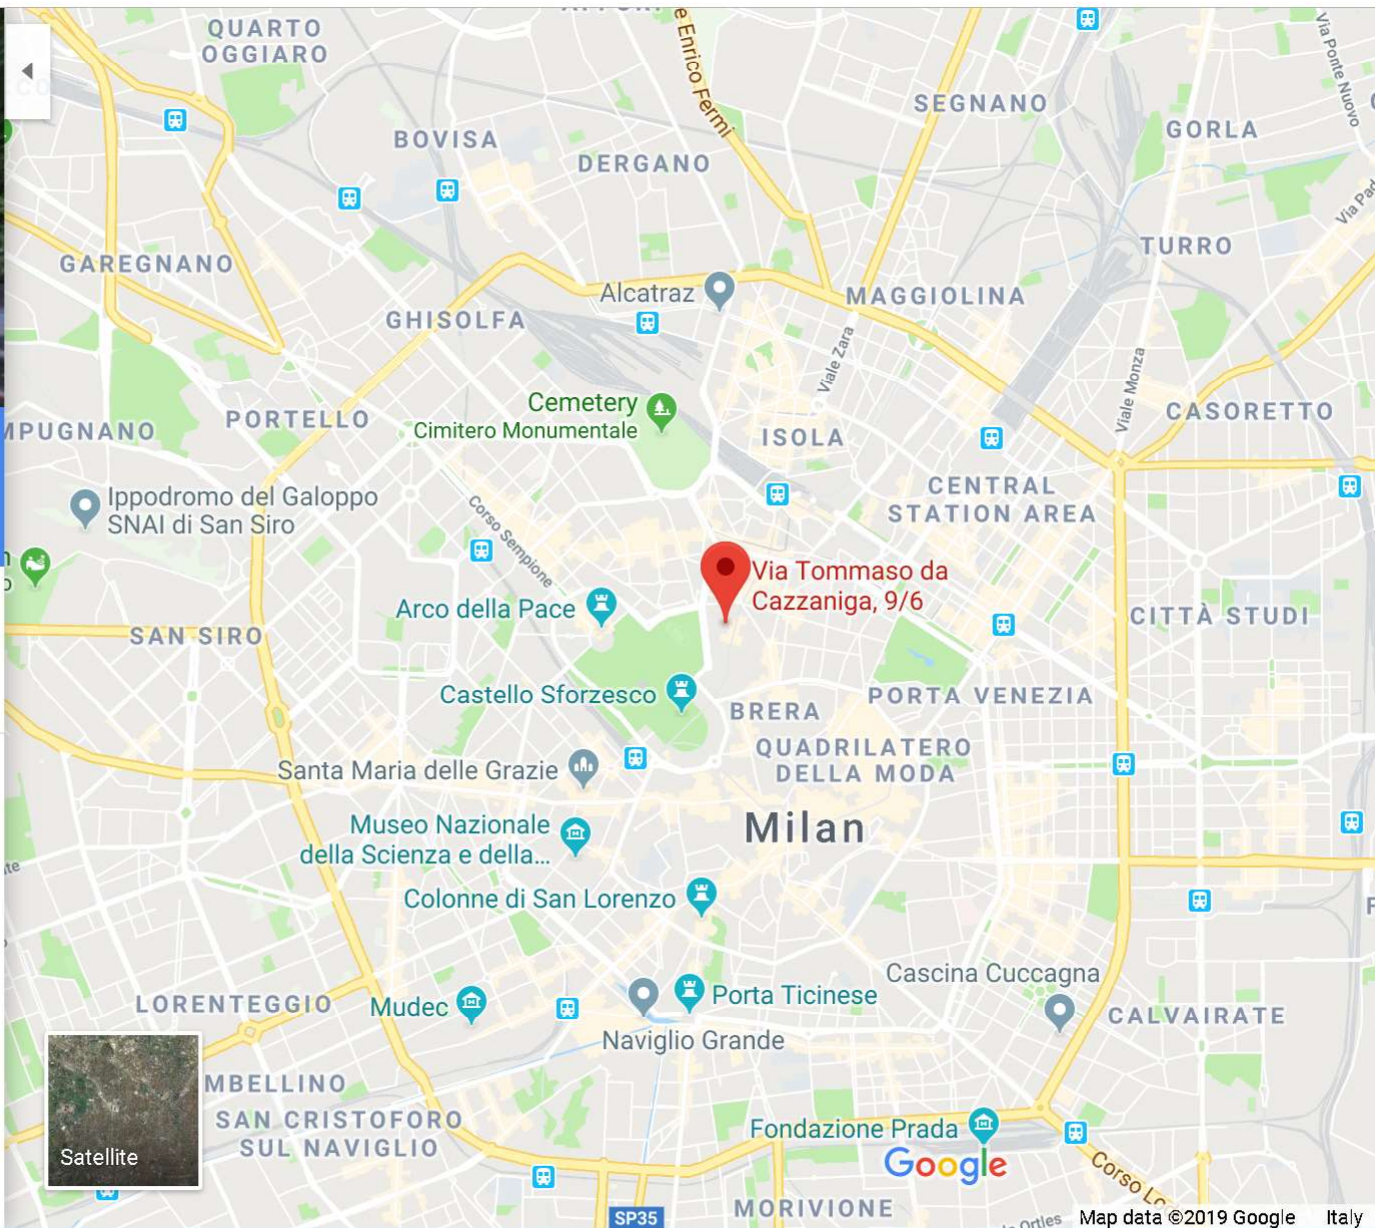 QUARTO
OGGIARO
e Enrico Fermi
Via Ponte Nuovo
SEGNANO
GORLA
BOVISA
DERGANO
Via Pad
TURRO
GAREGNANO
Alcatraz
MAGGIOLINA
GHISOLFA
Viale Zara
Viale Monza
Cemetery
Cimitero Monumentale
CASORETTO
PORTELLO
MPUGNANO
ISOLA
Ippodromo del Galoppo
SNAI di San Siro
CENTRAL
STATION AREA
Corso Sempione
Via Tommaso da
Cazzaniga, 9/6
Arco della Pace
CITTÀ STUDI
SAN SIRO
Castello Sforzesco
PORTA VENEZIA
BRERA
QUADRILATERO
DELLA MODA
Santa Maria delle Grazie
Milan
Museo Nazionale
della Scienza e della...
Colonne di San Lorenzo
Cascina Cuccagna
LORENTEGGIO
Mudec
Porta Ticinese
CALVAIRATE
Naviglio Grande
MBELLINO
SAN CRISTOFORO
SUL NAVIGLIO
Satellite
Fondazione Prada
Google
Corso Lo
MORIVIONE
SP35
Ortles
Map data ©2019 Google
Italy